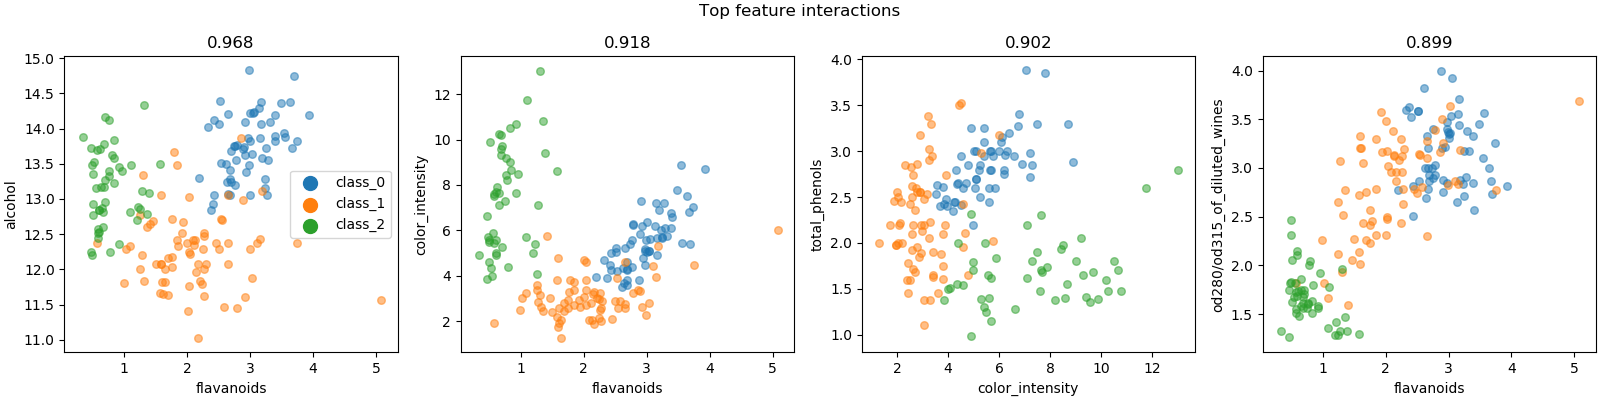 Top feature interactions
0.968
alcohol
15.0
14.5
14.0
13.5
13.0
12.5
12.0
11.5
11.0
1 2 3 4 5
flavanoids
class_0
class_1
class_2
0.918
color_intensity
12
10
8
6
4
2
1 2 3 4 5
flavanoids
0.902
total_phenols
4.0
3.5
3.0
2.5
2.0
1.5
1.0
2 4 6 8 10 12
color_intensity
0.899
od280/od315_of_diluted_wines
4.0
3.5
3.0
2.5
2.0
1.5
1 2 3 4 5
flavanoids